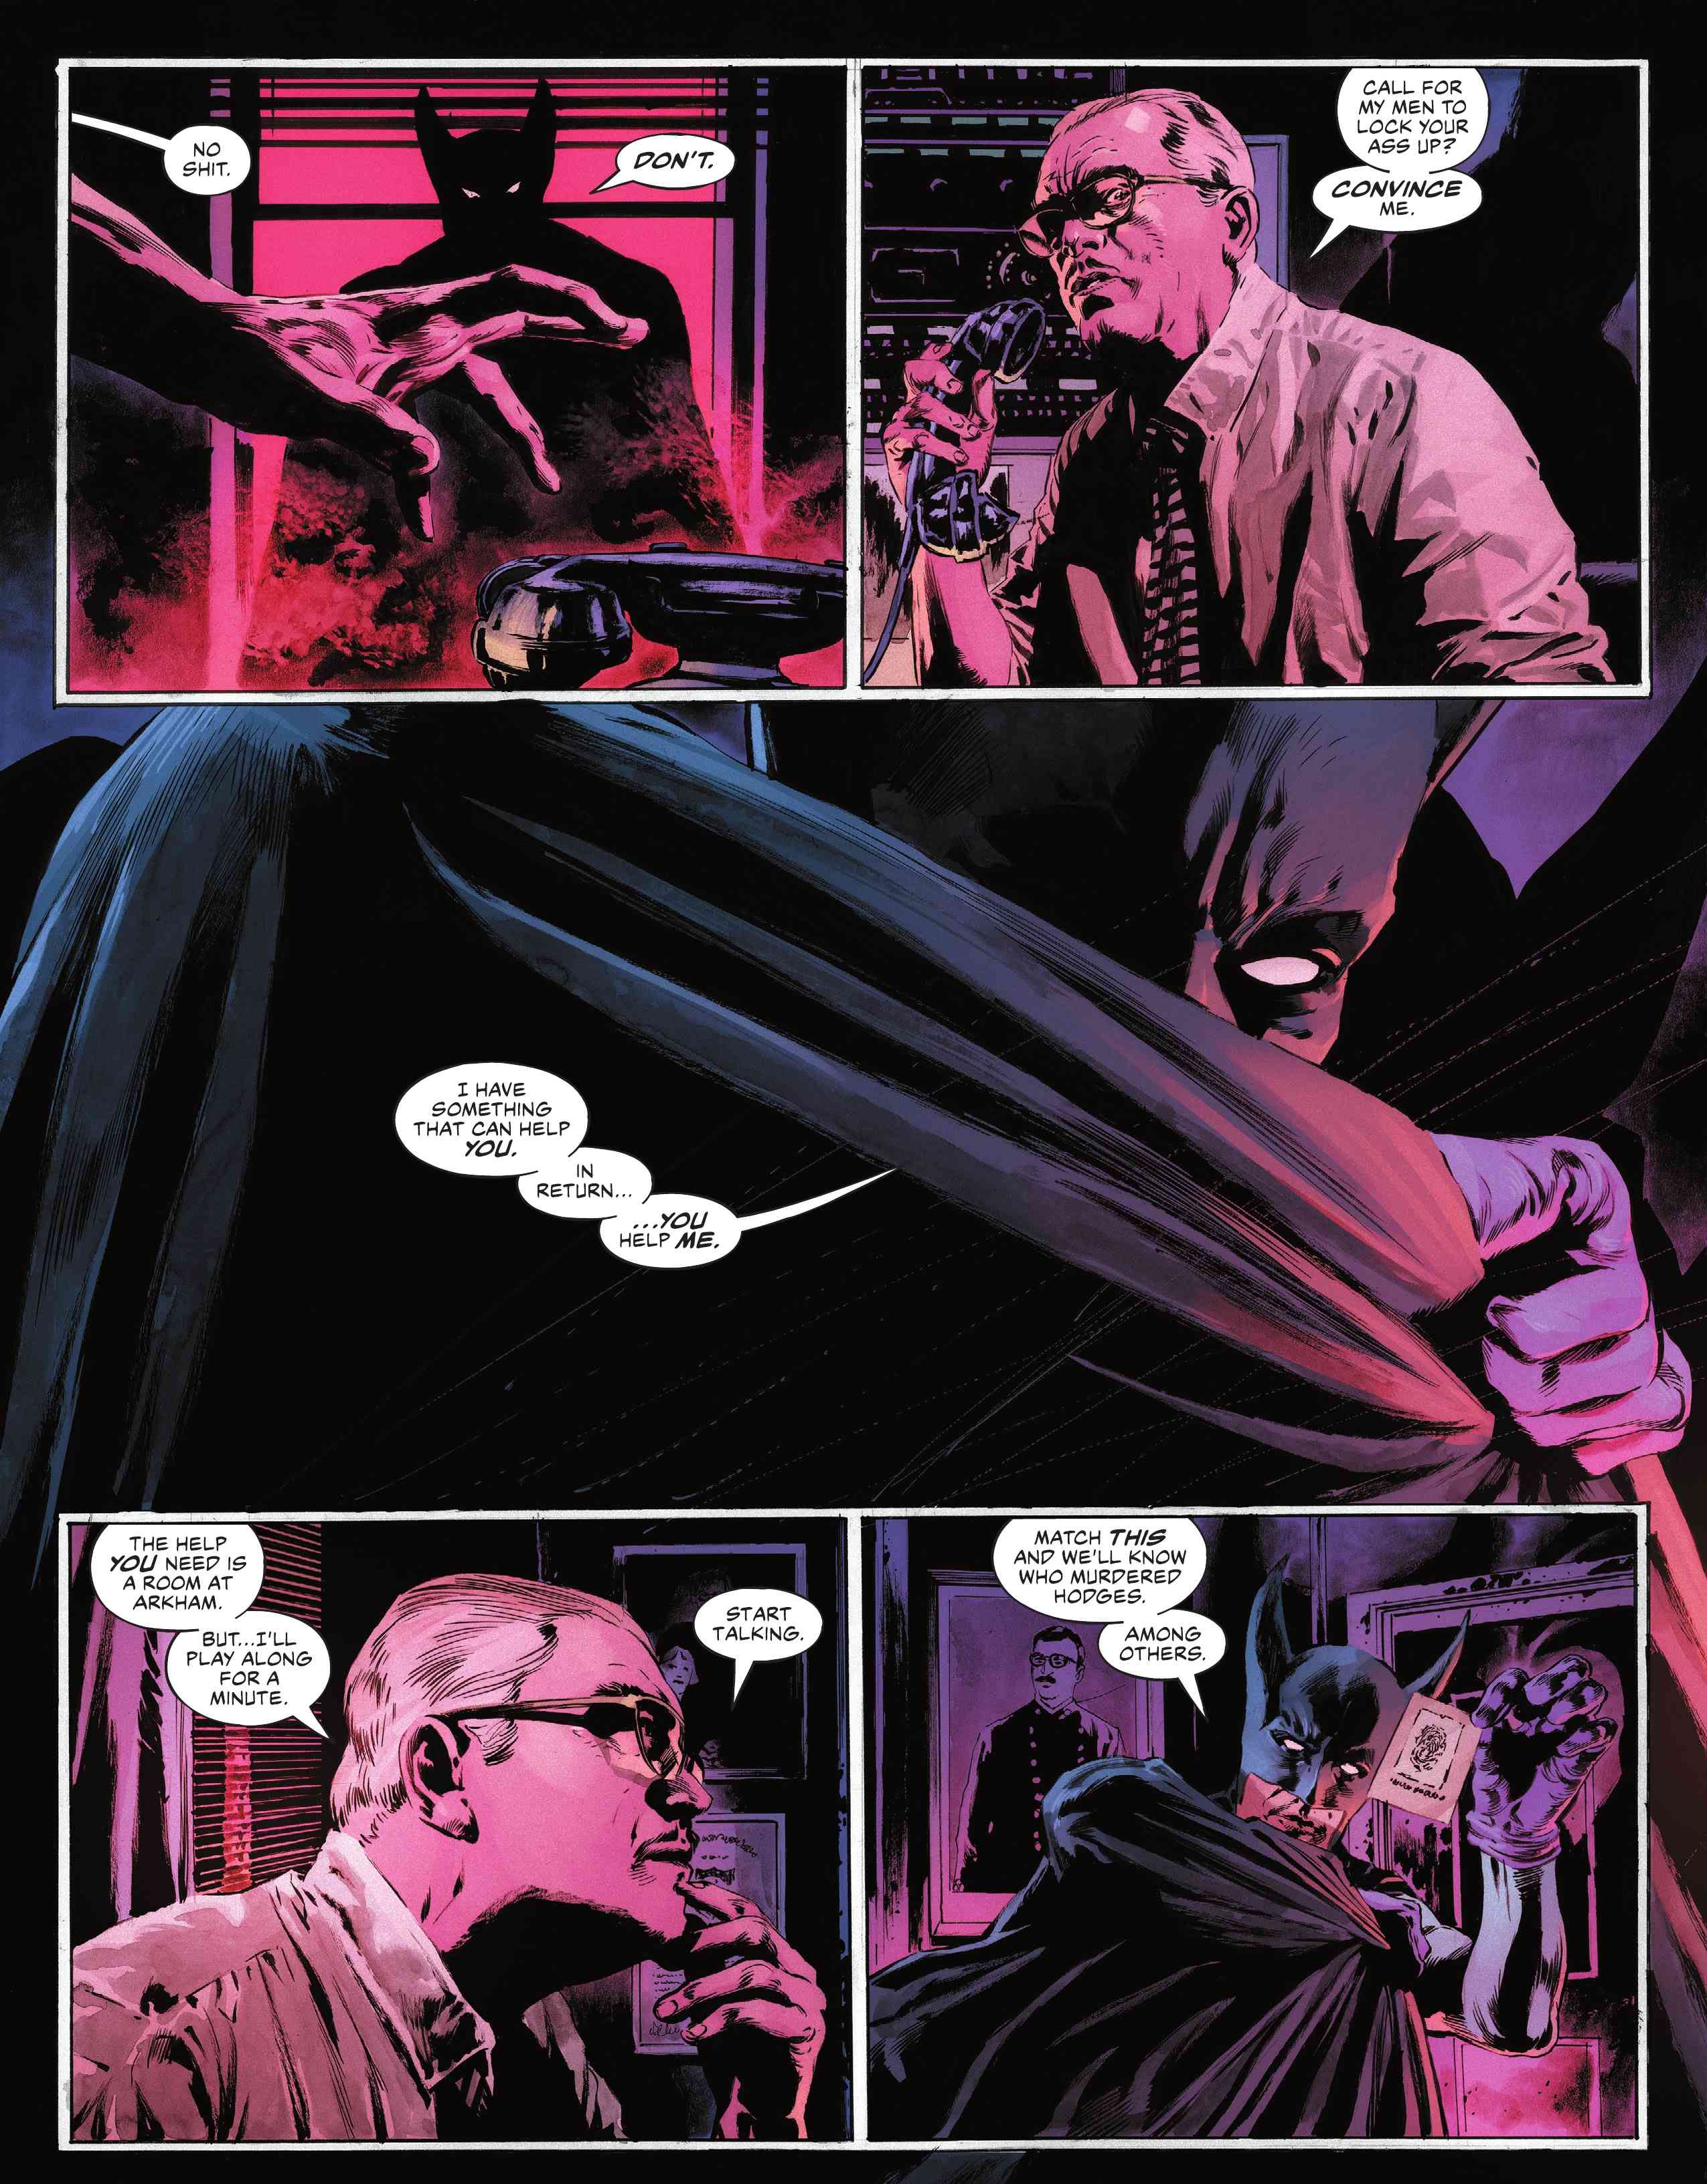 NO
SHIT.
DON'T.
CALL FOR
MY MEN TO
LOCK YOUR
ASS UP?
CONVINCE
ME.
I HAVE
SOMETHING
THAT CAN HELP
YOU.
IN
RETURN...
...YOU
HELP ME.
THE HELP
YOU NEED IS
A ROOM AT
ARKHAM.
BUT...I'LL
PLAY ALONG
FOR A
MINUTE.
START
TALKING.
MATCH THIS
AND WE'LL KNOW
WHO MURDERED
HODGES.
AMONG
OTHERS.